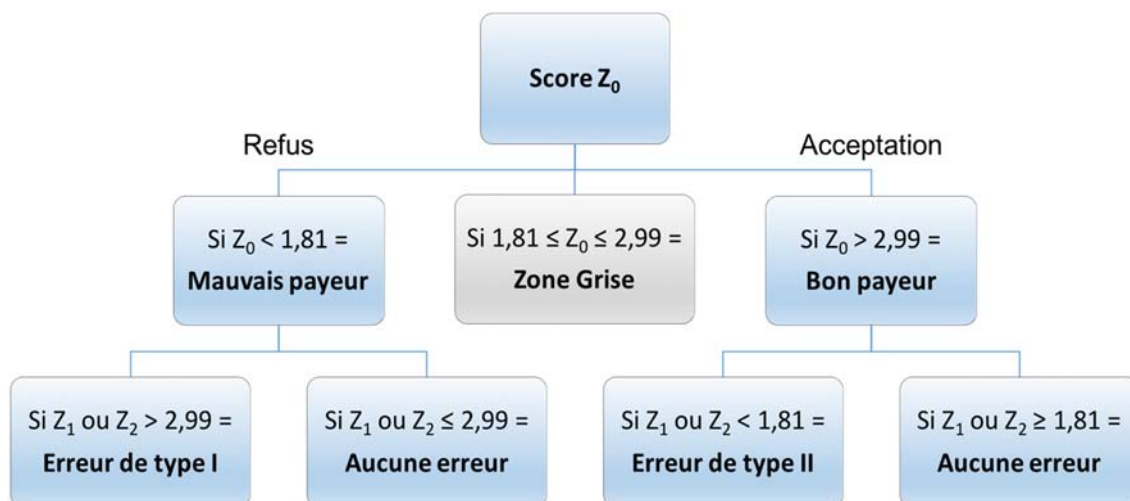 Score Z₀
Refus
Acceptation
Si Z₀ < 1,81 =
Mauvais payeur
Si 1,81 ≤ Z₀ ≤ 2,99 =
Zone Grise
Si Z₀ > 2,99 =
Bon payeur
Si Z₁ ou Z₂ > 2,99 =
Erreur de type I
Si Z₁ ou Z₂ ≤ 2,99 =
Aucune erreur
Si Z₁ ou Z₂ < 1,81 =
Erreur de type II
Si Z₁ ou Z₂ ≥ 1,81 =
Aucune erreur